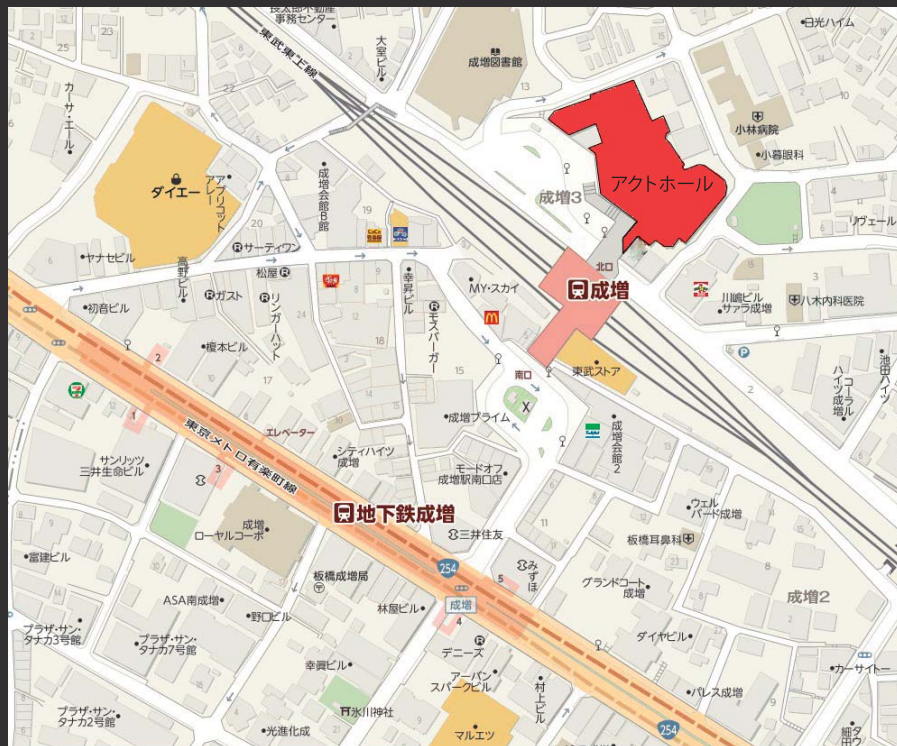 長太郎不動産
事務センター
日光ハイム
東武東上線
大室ビル
成増図書館
カーサ・エール
小林病院
小暮眼科
アクトホール
成増3
ダイエー
アプリコット
アレー
成増会館B館
リヴェール
サーティワン
ヤナセビル
高野ビル
松屋
幸昇ビル
MY・スカイ
北口
成増
川嶋ビル
サァラ成増
八木内科医院
初音ビル
ガスト
リンガーハット
モスバーガー
榎本ビル
東武ストア
南口
池田ハイツ
コーラル
ハイツ成増
エレベーター
成増プライム
成増会館2
東京メトロ有楽町線
シティハイツ
成増
サンリッツ
三井生命ビル
モードオフ
成増駅南口店
ウェル
バード成増
地下鉄成増
成増
ローヤルコーポ
三井住友
板橋耳鼻科
富建ビル
みずほ
254
板橋成増局
グランドコート
成増
成増2
ASA南成増
野口ビル
林屋ビル
成増
プラザ・サン・
タナカ3号館
プラザ・サン・
タナカ7号館
デニーズ
ダイヤビル
幸眞ビル
アーバン
スパークビル
村上ビル
カーサイトー
パレス成増
プラザ・サン・
タナカ2号館
氷川神社
光進化成
マルエツ
254